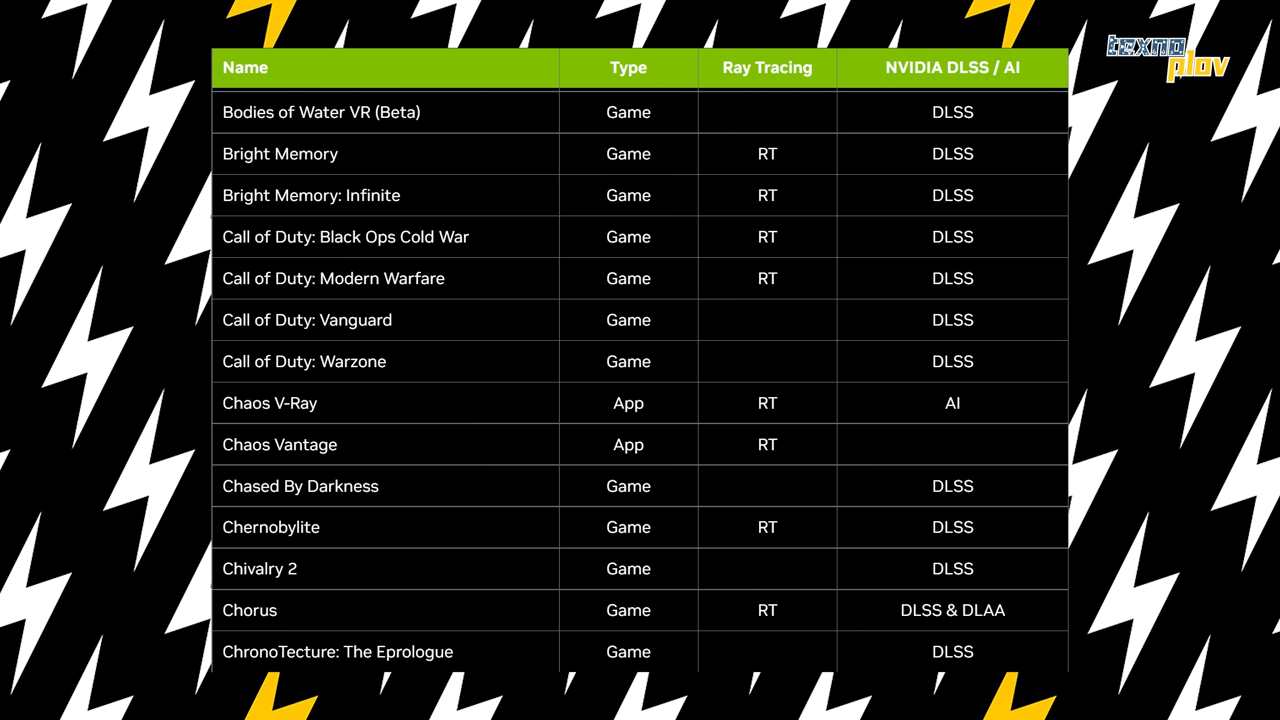 texno
plov
Name Type Ray Tracing NVIDIA DLSS / AI
Bodies of Water VR (Beta) Game DLSS
Bright Memory Game RT DLSS
Bright Memory: Infinite Game RT DLSS
Call of Duty: Black Ops Cold War Game RT DLSS
Call of Duty: Modern Warfare Game RT DLSS
Call of Duty: Vanguard Game DLSS
Call of Duty: Warzone Game DLSS
Chaos V-Ray App RT AI
Chaos Vantage App RT
Chased By Darkness Game DLSS
Chernobylite Game RT DLSS
Chivalry 2 Game DLSS
Chorus Game RT DLSS & DLAA
ChronoTecture: The Eprologue Game DLSS